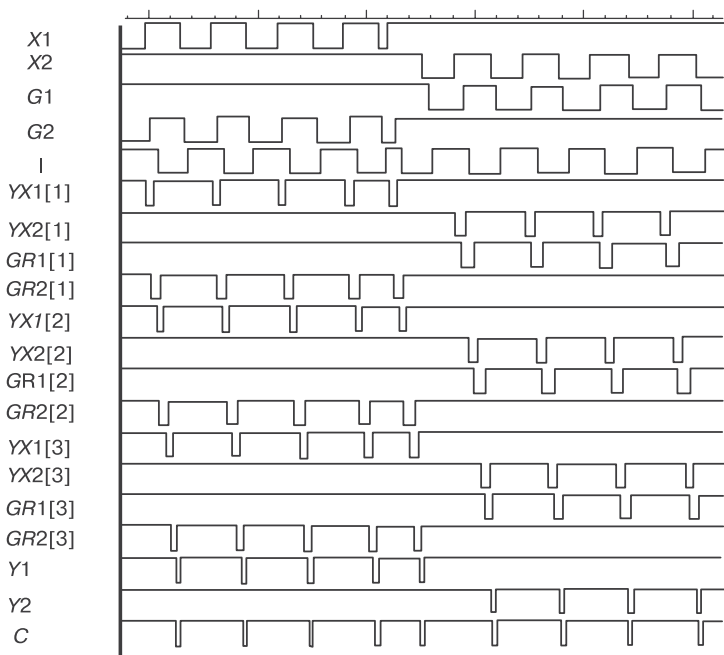 X1
X2
G1
G2
I
YX1[1]
YX2[1]
GR1[1]
GR2[1]
YX1[2]
YX2[2]
GR1[2]
GR2[2]
YX1[3]
YX2[3]
GR1[3]
GR2[3]
Y1
Y2
C